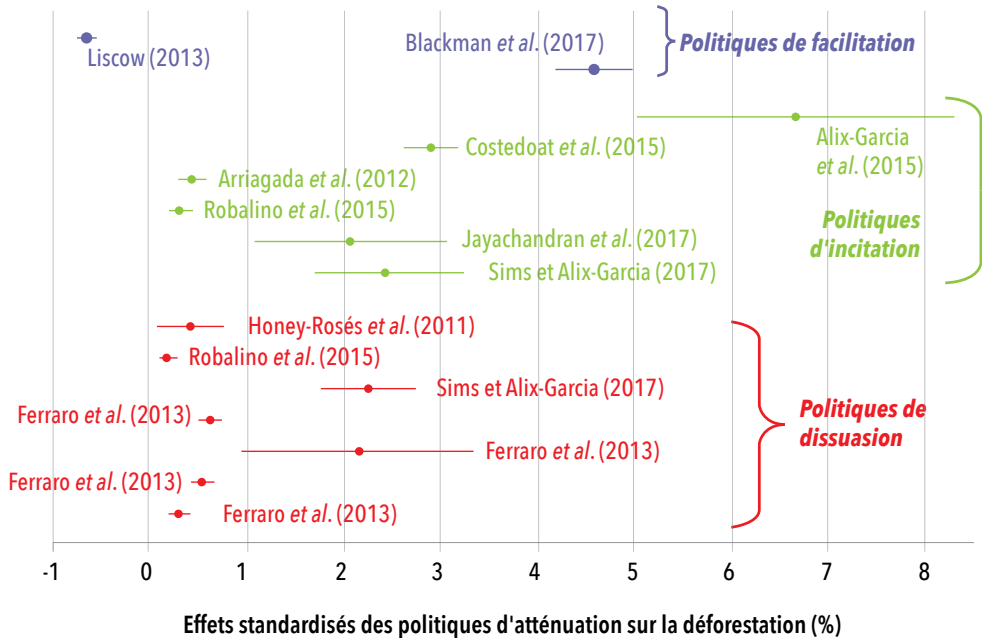 Liscow (2013)
Blackman et al. (2017)
Politiques de facilitation
Alix-Garcia
et al. 2015)
Costedoat et al. (2015)
Arriagada et al. (2012)
Robalino et al. (2015)
Politiques
d'incitation
Jayachandran et al. (2017)
Sims et Alix-Garcia (2017)
Honey-Rosés et al. (2011)
Robalino et al. (2015)
Sims et Alix-Garcia (2017)
Ferraro et al. (2013)
Politiques de
dissuasion
Ferraro et al. (2013)
Ferraro et al. (2013)
Ferraro et al. (2013)
-1 0 1 2 3 4 5 6 7 8
Effets standardisés des politiques d'atténuation sur la déforestation (%)